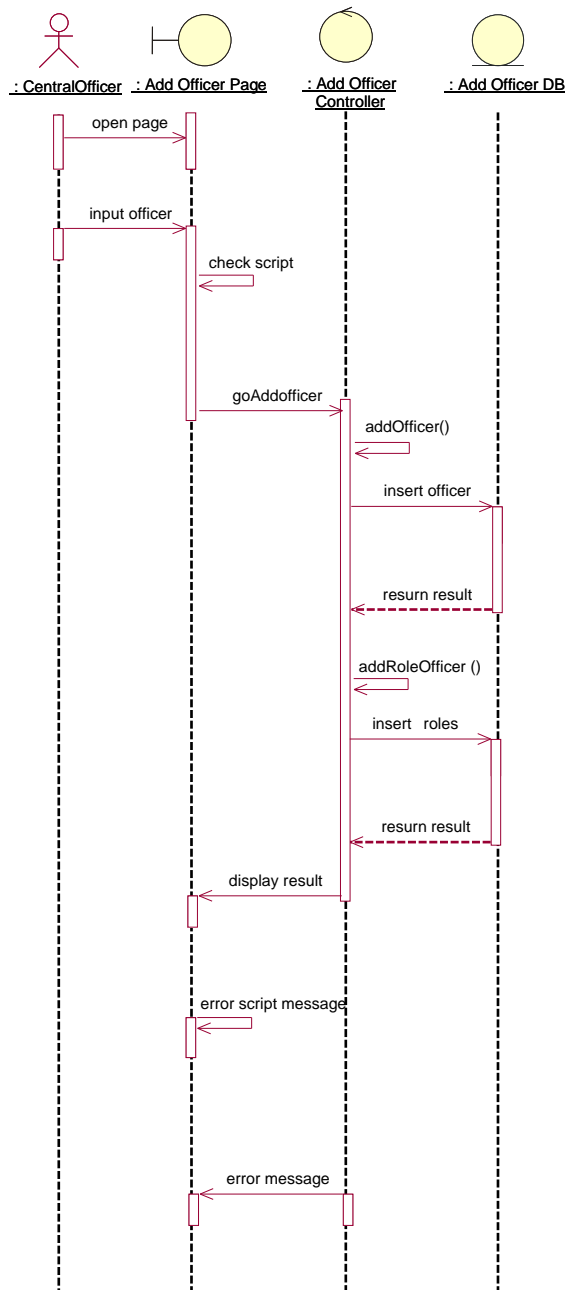 : CentralOfficer
: Add Officer Page
: Add Officer
Controller
: Add Officer DB
open page
input officer
check script
goAddofficer
addOfficer()
insert officer
resurn result
addRoleOfficer ()
insert roles
resurn result
display result
error script message
error message